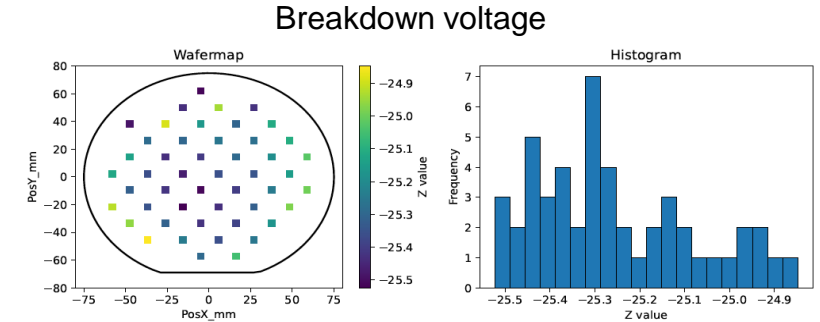 Breakdown voltage
Wafermap
80
60
40
20
0
−20
−40
−60
−80
PosY_mm
−75 −50 −25 0 25 50 75
PosX_mm
−24.9
−25.0
−25.1
−25.2
−25.3
−25.4
−25.5
Z value
Histogram
7
6
5
4
3
2
1
0
Frequency
−25.5 −25.4 −25.3 −25.2 −25.1 −25.0 −24.9
Z value